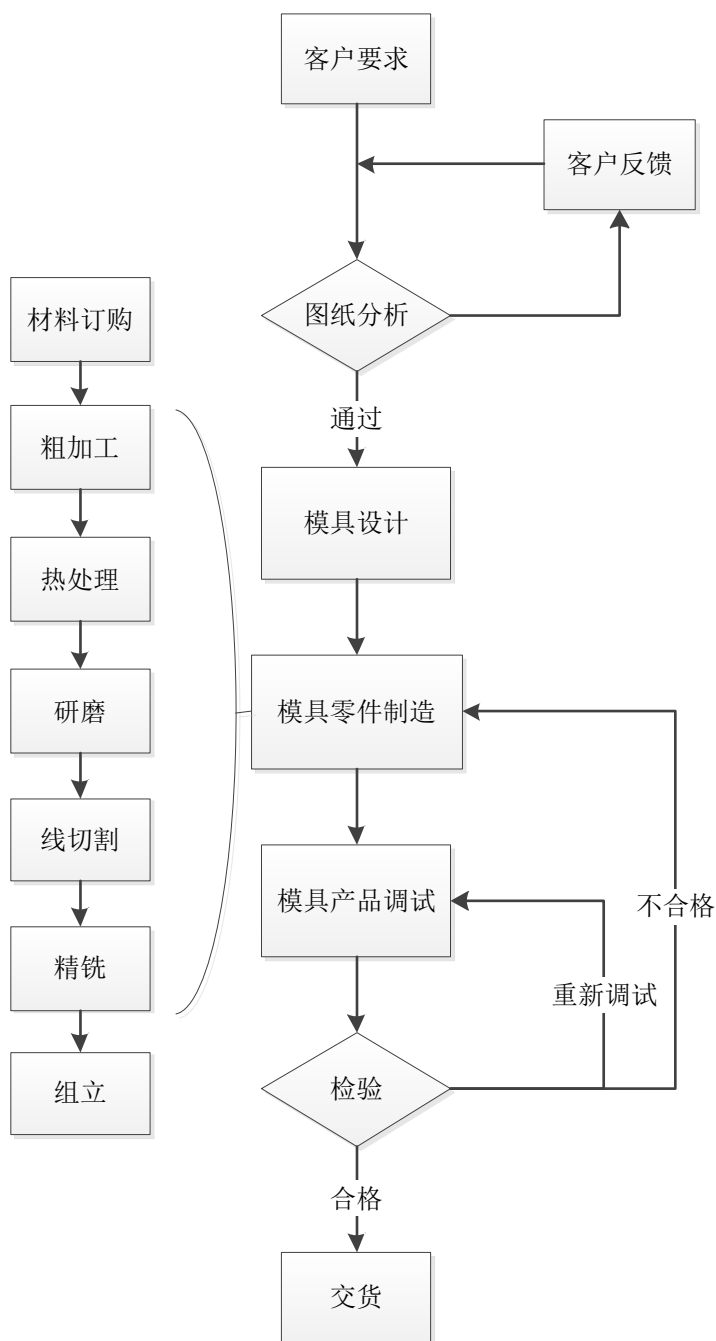 客户要求
客户反馈
图纸分析
材料订购
通过
粗加工
模具设计
热处理
研磨
模具零件制造
线切割
模具产品调试
不合格
精铣
重新调试
检验
组立
合格
交货